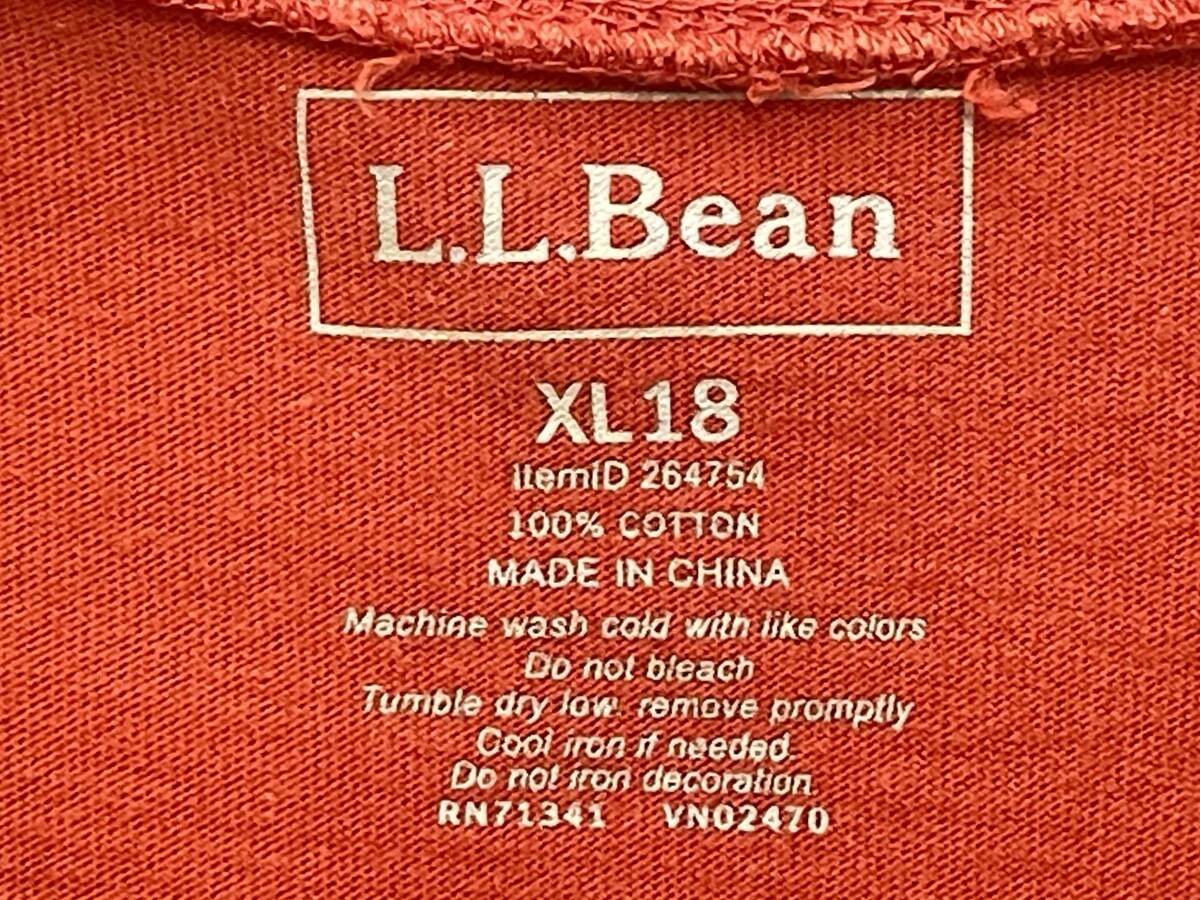 L.L.Bean
XL18
ItemID 264754
100% COTTON
MADE IN CHINA
Machine wash cold with like colors
Do not bleach
Tumble dry low. remove promptly
Cool iron if needed.
Do not iron decoration.
RN71341 VN02470